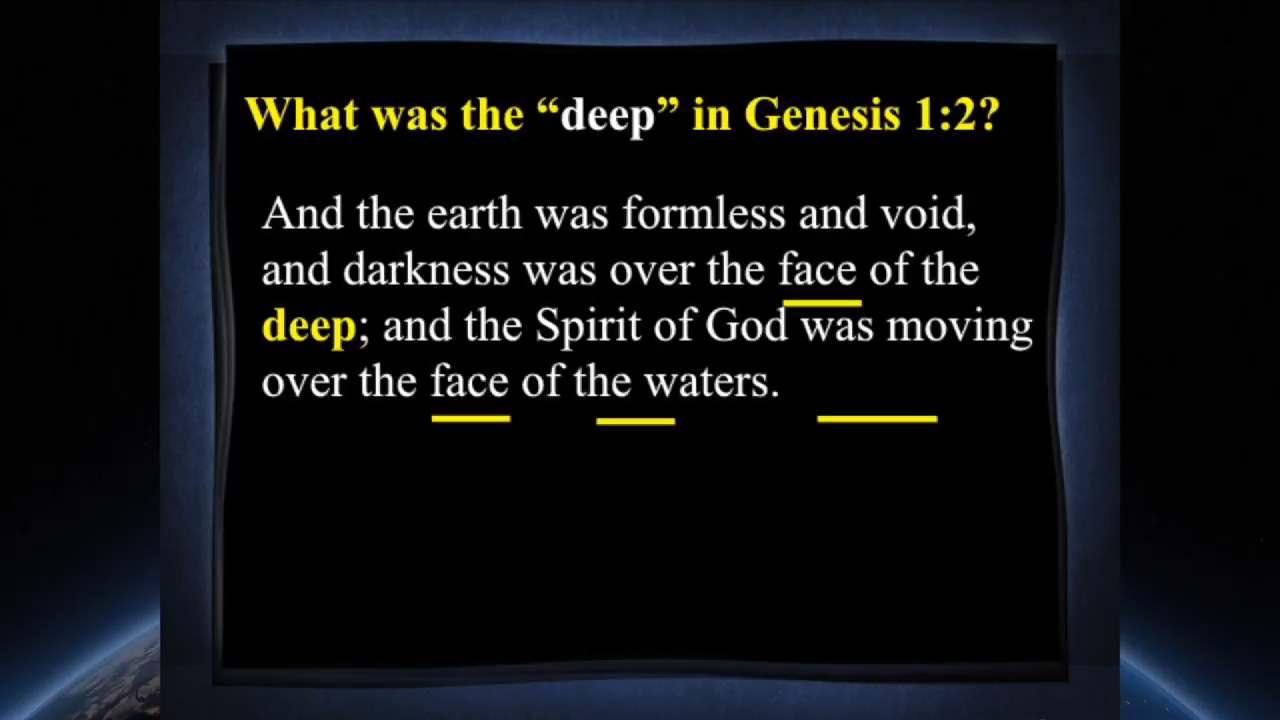 What was the “deep” in Genesis 1:2?
And the earth was formless and void,
and darkness was over the face of the
deep; and the Spirit of God was moving
over the face of the waters.